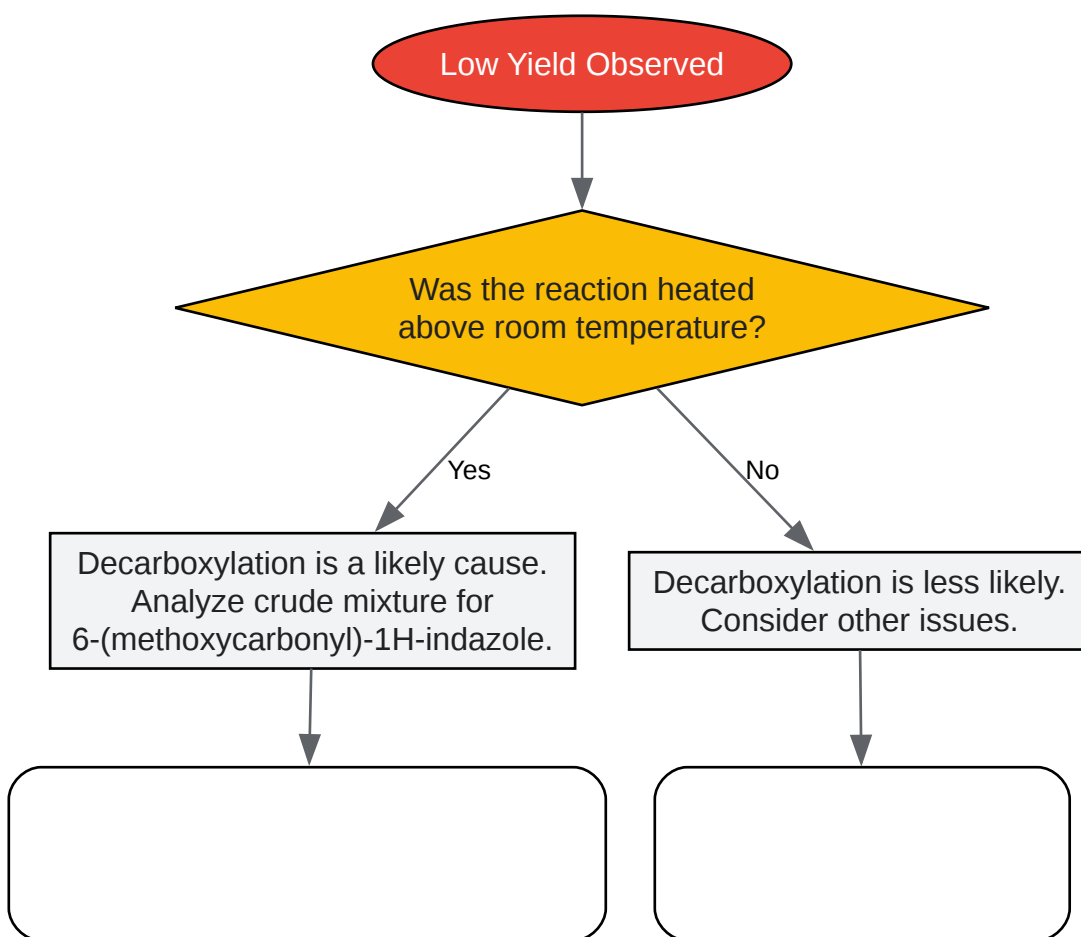 Low Yield Observed
Was the reaction heated
above room temperature?
Yes
No
Decarboxylation is a likely cause.
Analyze crude mixture for
6-(methoxycarbonyl)-1H-indazole.
Decarboxylation is less likely.
Consider other issues.